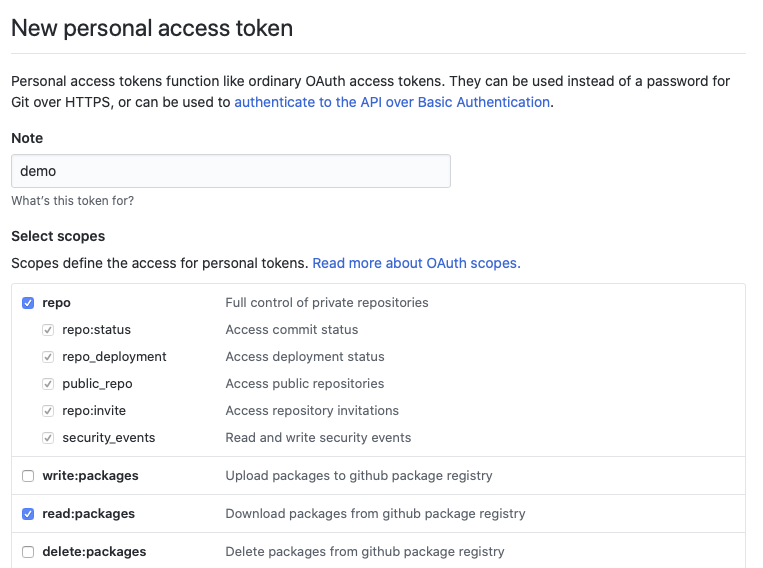 New personal access token
Personal access tokens function like ordinary OAuth access tokens. They can be used instead of a password for
Git over HTTPS, or can be used to authenticate to the API over Basic Authentication.
Note
demo
What's this token for?
Select scopes
Scopes define the access for personal tokens. Read more about OAuth scopes.
repo Full control of private repositories
repo:status Access commit status
repo_deployment Access deployment status
public_repo Access public repositories
repo:invite Access repository invitations
security_events Read and write security events
write:packages Upload packages to github package registry
read:packages Download packages from github package registry
delete:packages Delete packages from github package registry